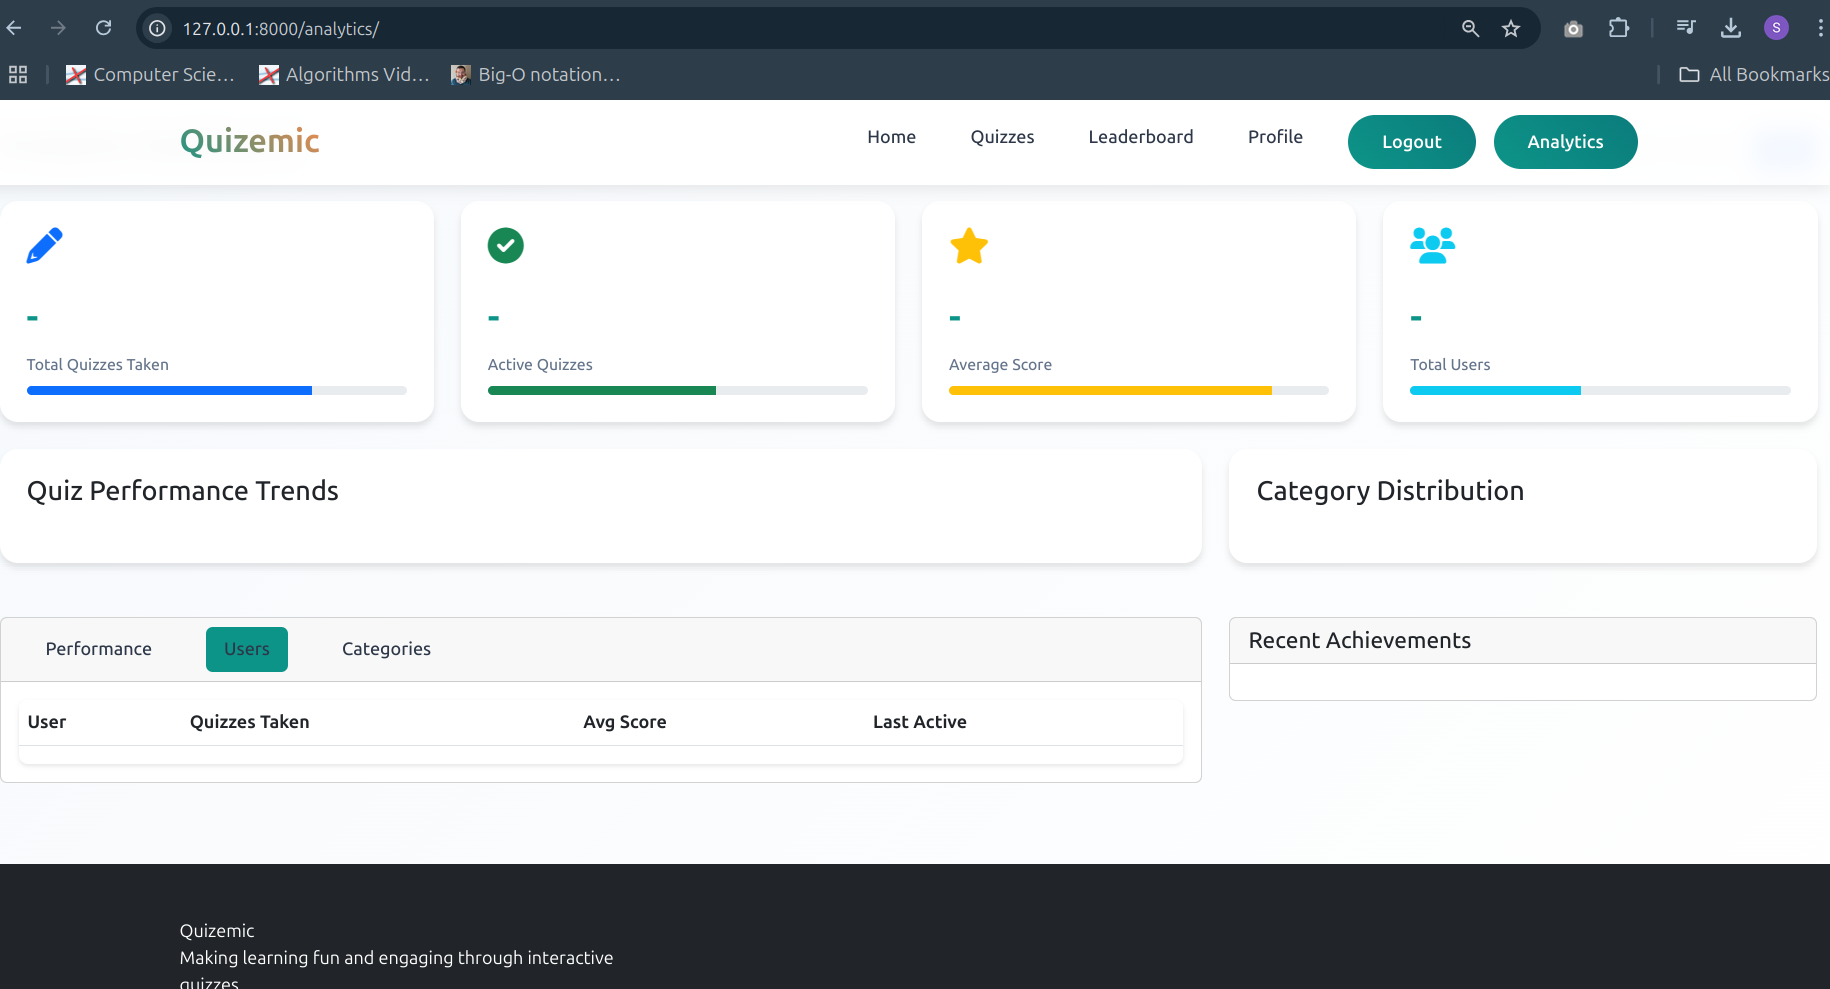 127.0.0.1:8000/analytics/
S
Computer Scie...
Algorithms Vid...
Big-O notation...
All Bookmarks
Quizemic
Home
Quizzes
Leaderboard
Profile
Logout
Analytics
-
Total Quizzes Taken
-
Active Quizzes
-
Average Score
-
Total Users
Quiz Performance Trends
Category Distribution
Performance
Users
Categories
User
Quizzes Taken
Avg Score
Last Active
Recent Achievements
Quizemic
Making learning fun and engaging through interactive
quizzes